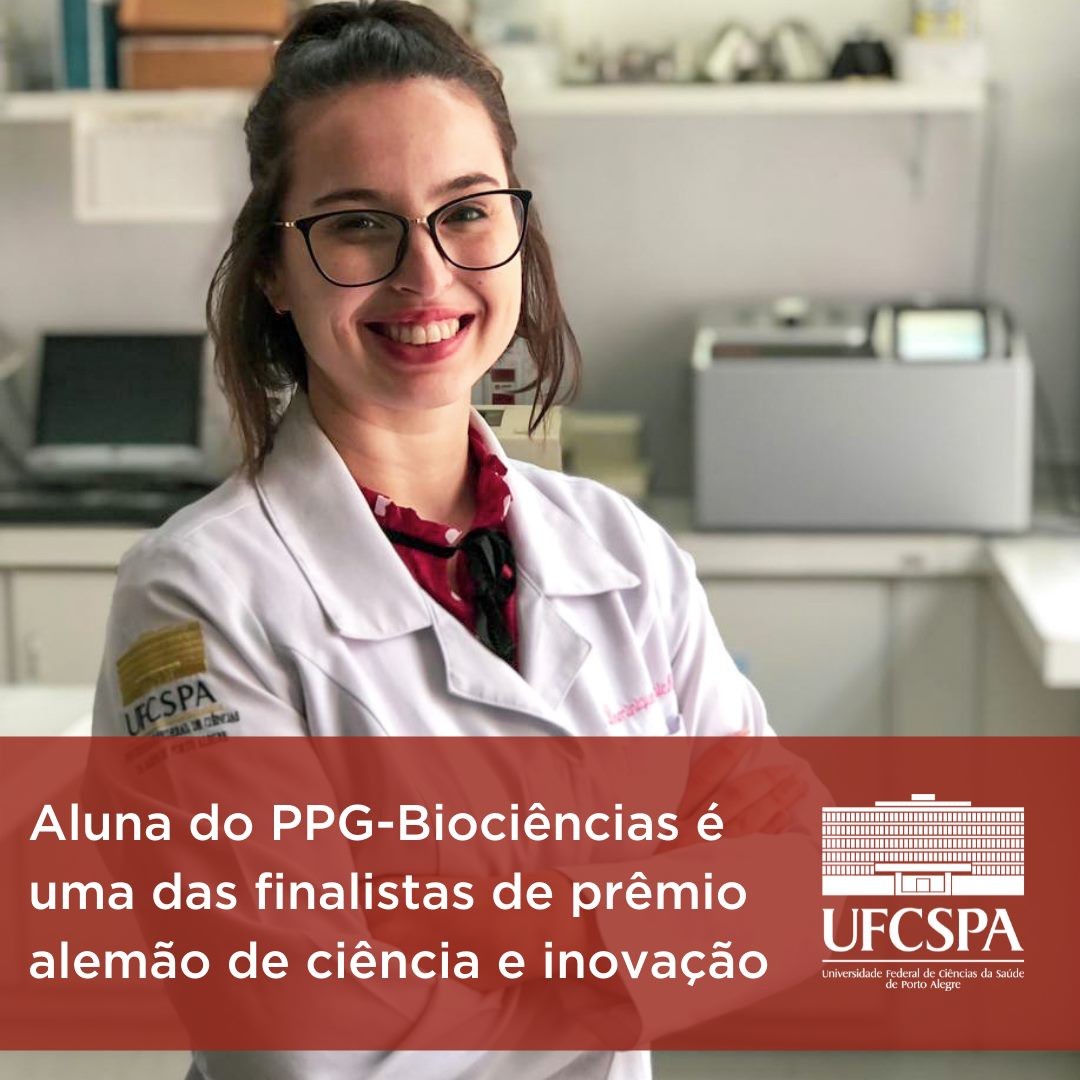 UFCSPA
Aluna do PPG-Biociências é
uma das finalistas de prêmio
alemão de ciência e inovação
UFCSPA
Universidade Federal de Ciências da Saúde
de Porto Alegre